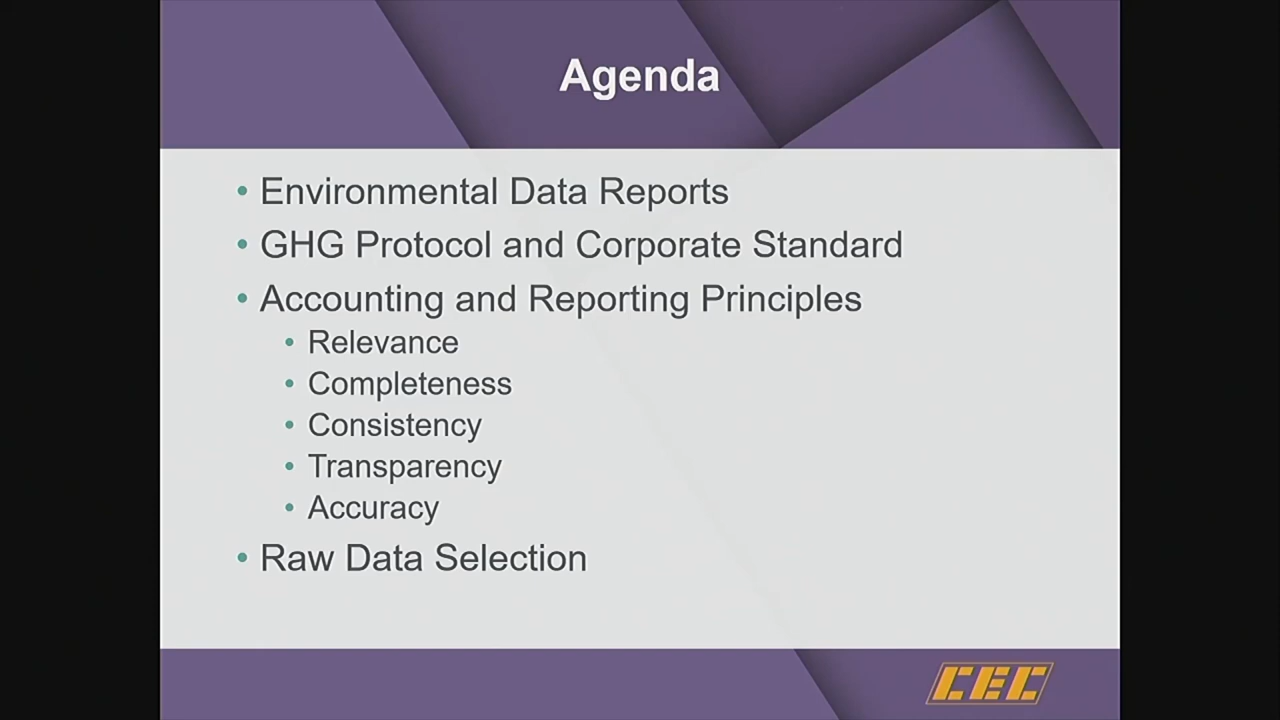 Agenda
• Environmental Data Reports
• GHG Protocol and Corporate Standard
• Accounting and Reporting Principles
• Relevance
• Completeness
• Consistency
• Transparency
• Accuracy
• Raw Data Selection
CEC